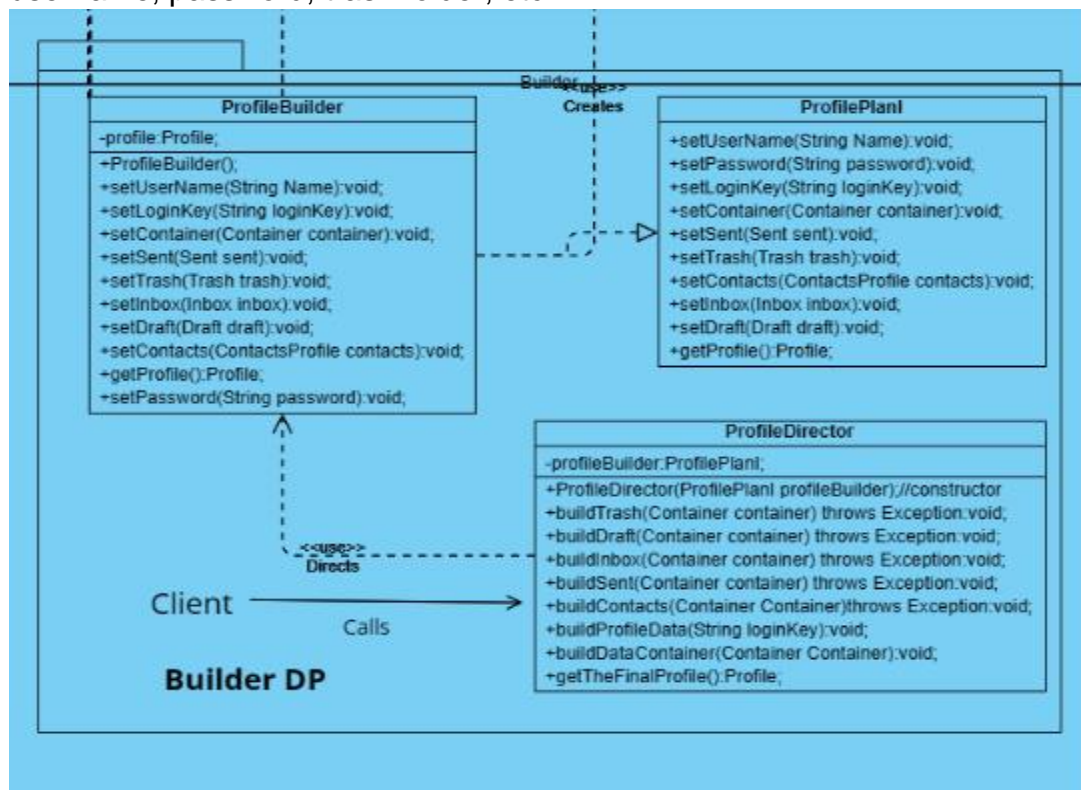 Builder
<<use>>
Creates
ProfileBuilder
-profile:Profile;
+ProfileBuilder();
+setUserName(String Name):void;
+setLoginKey(String loginKey):void;
+setContainer(Container container):void;
+setSent(Sent sent):void;
+setTrash(Trash trash):void;
+setInbox(Inbox inbox):void;
+setDraft(Draft draft):void;
+setContacts(ContactsProfile contacts):void;
+getProfile():Profile;
+setPassword(String password):void;
ProfilePlanI
+setUserName(String Name):void;
+setPassword(String password):void;
+setLoginKey(String loginKey):void;
+setContainer(Container container):void;
+setSent(Sent sent):void;
+setTrash(Trash trash):void;
+setContacts(ContactsProfile contacts):void;
+setInbox(Inbox inbox):void;
+setDraft(Draft draft):void;
+getProfile():Profile;
ProfileDirector
-profileBuilder:ProfilePlanI;
+ProfileDirector(ProfilePlanI profileBuilder);//constructor
+buildTrash(Container container) throws Exception:void;
+buildDraft(Container container) throws Exception:void;
+buildInbox(Container container) throws Exception:void;
+buildSent(Container container) throws Exception:void;
+buildContacts(Container Container)throws Exception:void;
+buildProfileData(String loginKey):void;
+buildDataContainer(Container Container):void;
+getTheFinalProfile():Profile;
<<use>>
Directs
Client
Calls
Builder DP